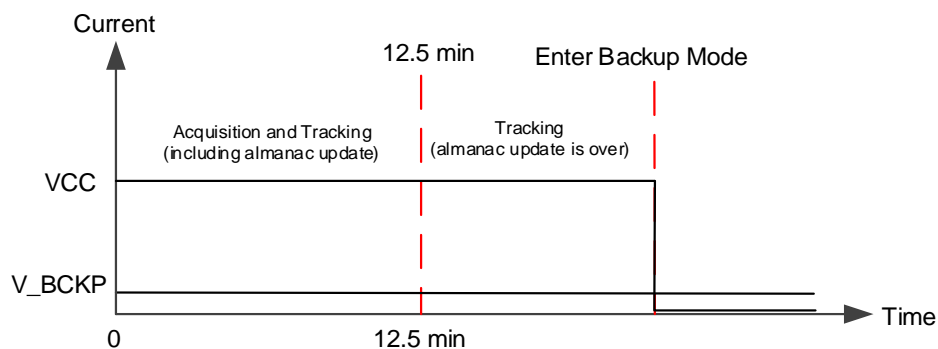 Current
12.5 min
Enter Backup Mode
Acquisition and Tracking
(including almanac update)
Tracking
(almanac update is over)
VCC
V_BCKP
Time
0
12.5 min